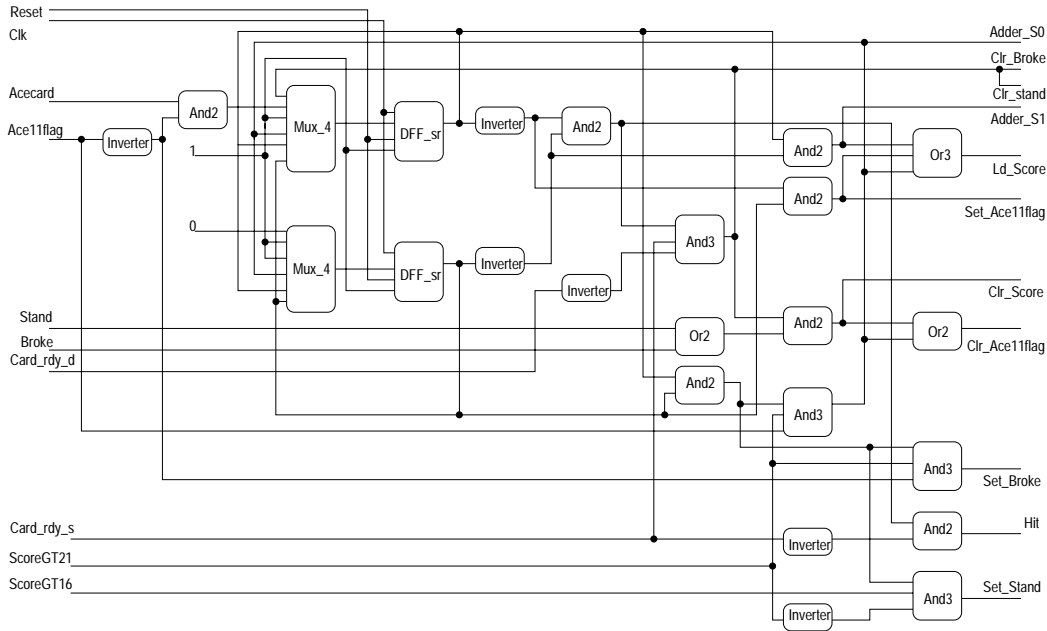 Reset
Clk
Adder_S0
Clr_Broke
Clr_stand
Adder_S1
Acecard
And2
Mux_4
DFF_sr
Inverter
And2
And2
Or3
Ace11flag
Inverter
1
Ld_Score
And2
Set_Ace11flag
0
Mux_4
DFF_sr
Inverter
And3
Inverter
Clr_Score
Stand
Broke
Or2
And2
Or2
Clr_Ace11flag
Card_rdy_d
And2
And3
And3
Set_Broke
Card_rdy_s
Inverter
And2
Hit
ScoreGT21
ScoreGT16
And3
Set_Stand
Inverter